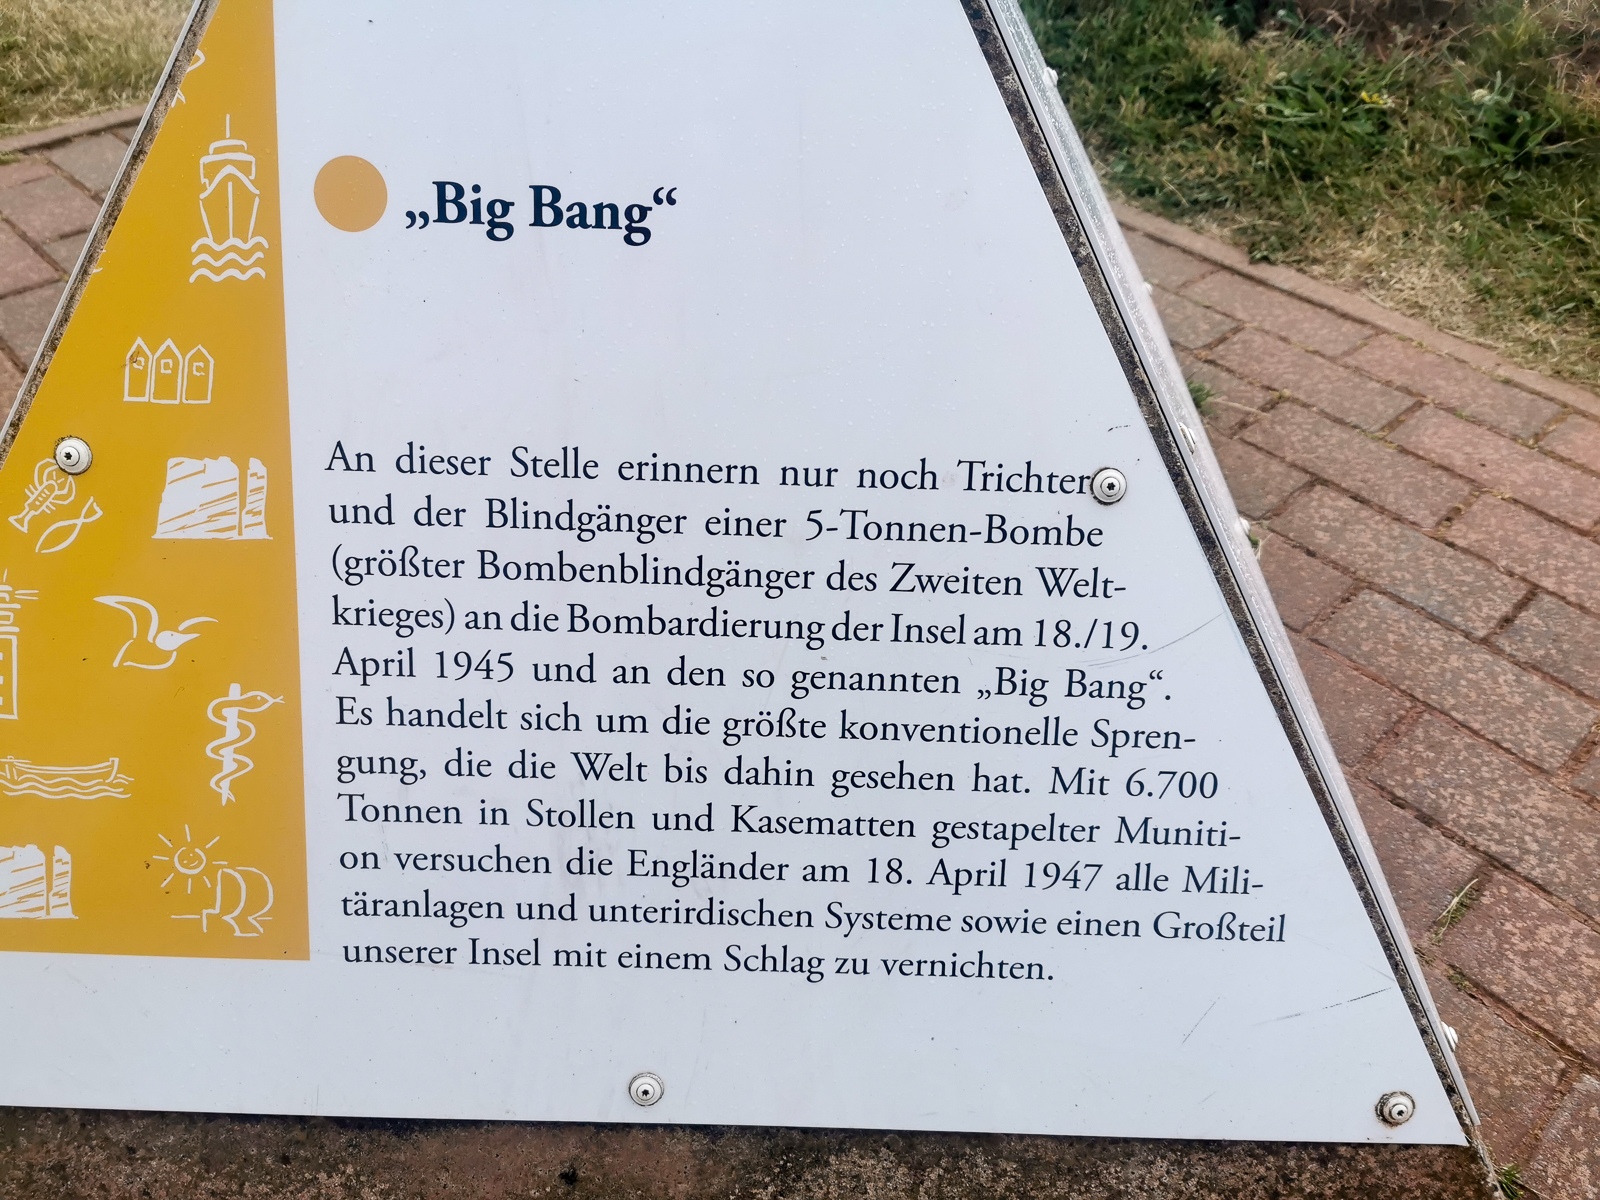 „Big Bang“
An dieser Stelle erinnern nur noch Trichter
und der Blindgänger einer 5-Tonnen-Bombe
(größter Bombenblindgänger des Zweiten Welt-
krieges) an die Bombardierung der Insel am 18./19.
April 1945 und an den so genannten „Big Bang“.
Es handelt sich um die größte konventionelle Spren-
gung, die die Welt bis dahin gesehen hat. Mit 6.700
Tonnen in Stollen und Kasematten gestapelter Muniti-
on versuchen die Engländer am 18. April 1947 alle Mili-
täranlagen und unterirdischen Systeme sowie einen Großteil
unserer Insel mit einem Schlag zu vernichten.